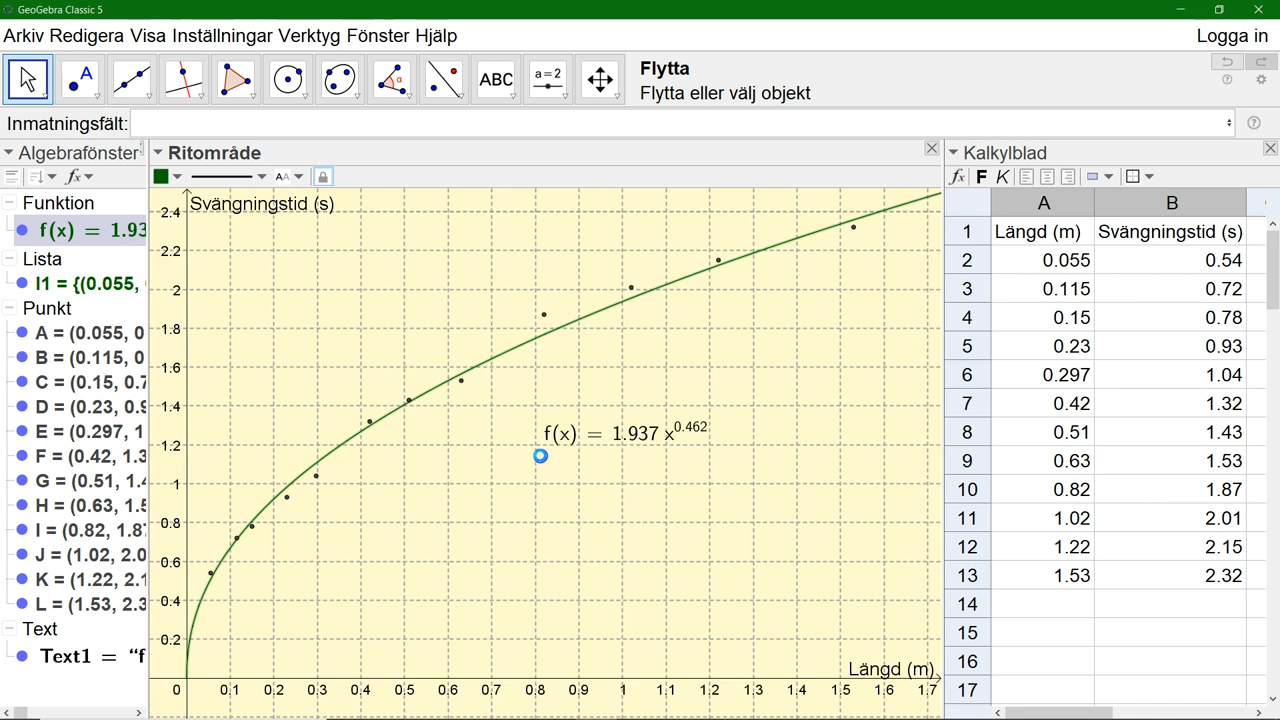 GeoGebra Classic 5
Arkiv Redigera Visa Inställningar Verktyg Fönster Hjälp
Logga in
A
α
ABC
a = 2
Flytta
Flytta eller välj objekt
Inmatningsfält:
Algebrafönster
Ritområde
Kalkylblad
fx
AA
fx F K
Funktion
f(x) = 1.93
Lista
l1 = {(0.055,
Punkt
A = (0.055, 0
B = (0.115, 0
C = (0.15, 0.7
D = (0.23, 0.9
E = (0.297, 1
F = (0.42, 1.3
G = (0.51, 1.4
H = (0.63, 1.5
I = (0.82, 1.8
J = (1.02, 2.0
K = (1.22, 2.1
L = (1.53, 2.3
Text
Text1 = “f
Svängningstid (s)
2.4
2.2
2
1.8
1.6
1.4
1.2
1
0.8
0.6
0.4
0.2
f(x) = 1.937 x^0.462
Längd (m)
0 0.1 0.2 0.3 0.4 0.5 0.6 0.7 0.8 0.9 1 1.1 1.2 1.3 1.4 1.5 1.6 1.7
A B
1 Längd (m) Svängningstid (s)
2 0.055 0.54
3 0.115 0.72
4 0.15 0.78
5 0.23 0.93
6 0.297 1.04
7 0.42 1.32
8 0.51 1.43
9 0.63 1.53
10 0.82 1.87
11 1.02 2.01
12 1.22 2.15
13 1.53 2.32
14
15
16
17